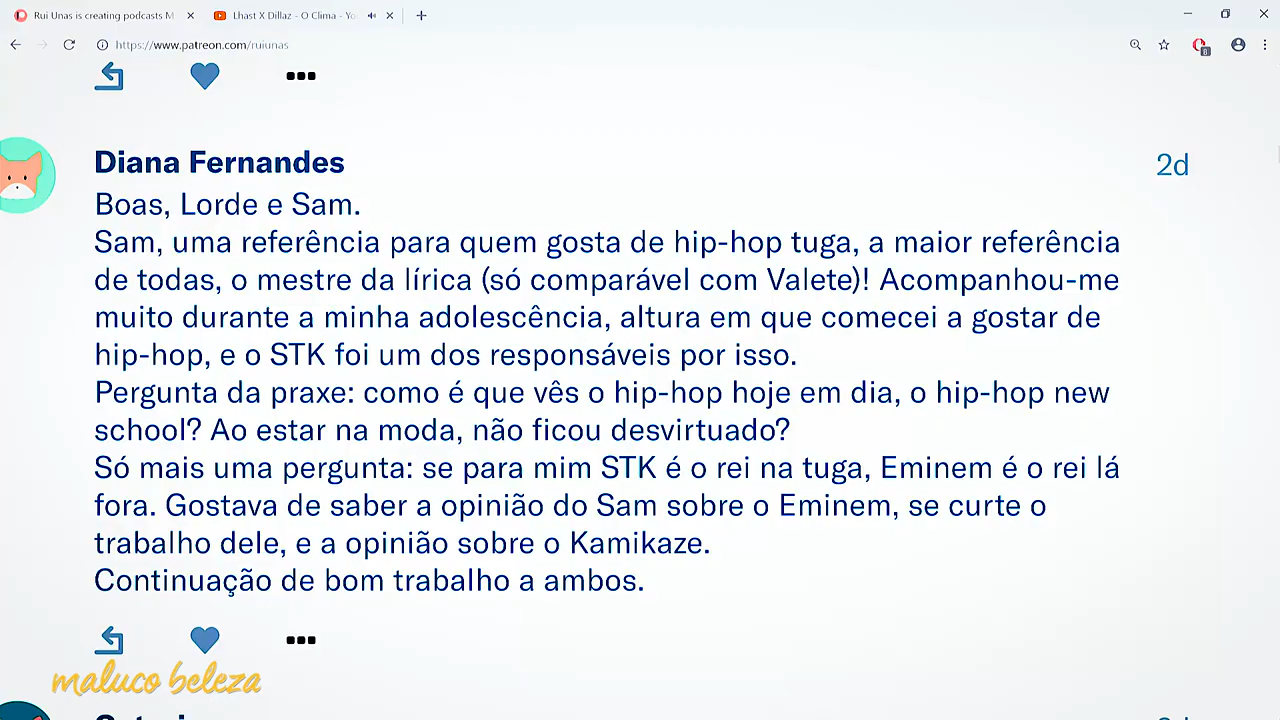 Rui Unas is creating podcasts M
Lhast X Dillaz - O Clima - Yo
https://www.patreon.com/ruiunas
Diana Fernandes
2d
Boas, Lorde e Sam.
Sam, uma referência para quem gosta de hip-hop tuga, a maior referência
de todas, o mestre da lírica (só comparável com Valete)! Acompanhou-me
muito durante a minha adolescência, altura em que comecei a gostar de
hip-hop, e o STK foi um dos responsáveis por isso.
Pergunta da praxe: como é que vês o hip-hop hoje em dia, o hip-hop new
school? Ao estar na moda, não ficou desvirtuado?
Só mais uma pergunta: se para mim STK é o rei na tuga, Eminem é o rei lá
fora. Gostava de saber a opinião do Sam sobre o Eminem, se curte o
trabalho dele, e a opinião sobre o Kamikaze.
Continuação de bom trabalho a ambos.
maluco beleza